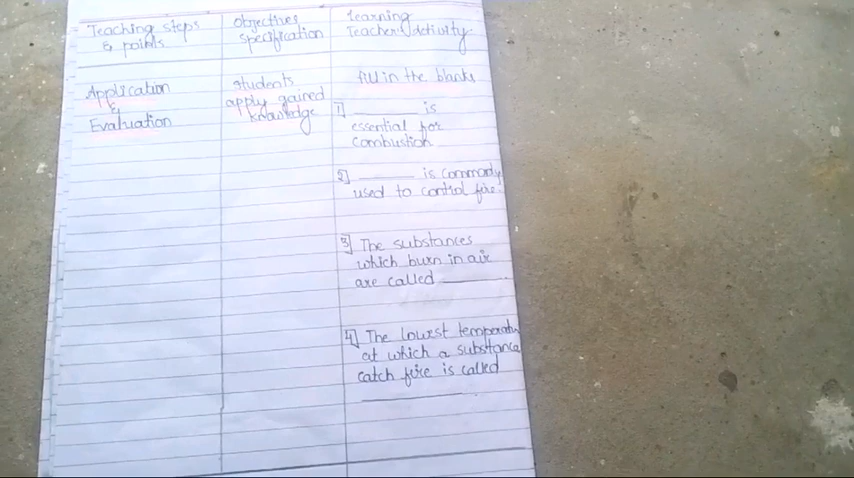 Teaching steps
& points
Objectives
specification
Learning
Teacher's Activity
Application
&
Evaluation
students
apply gained
knowledge
fill in the blanks
1] ______ is
essential for
Combustion
2] ______ is commonly
used to control fire.
3] The substances
which burn in air
are called ______.
4] The lowest temperatu
at which a substance
catch fire is called
______.